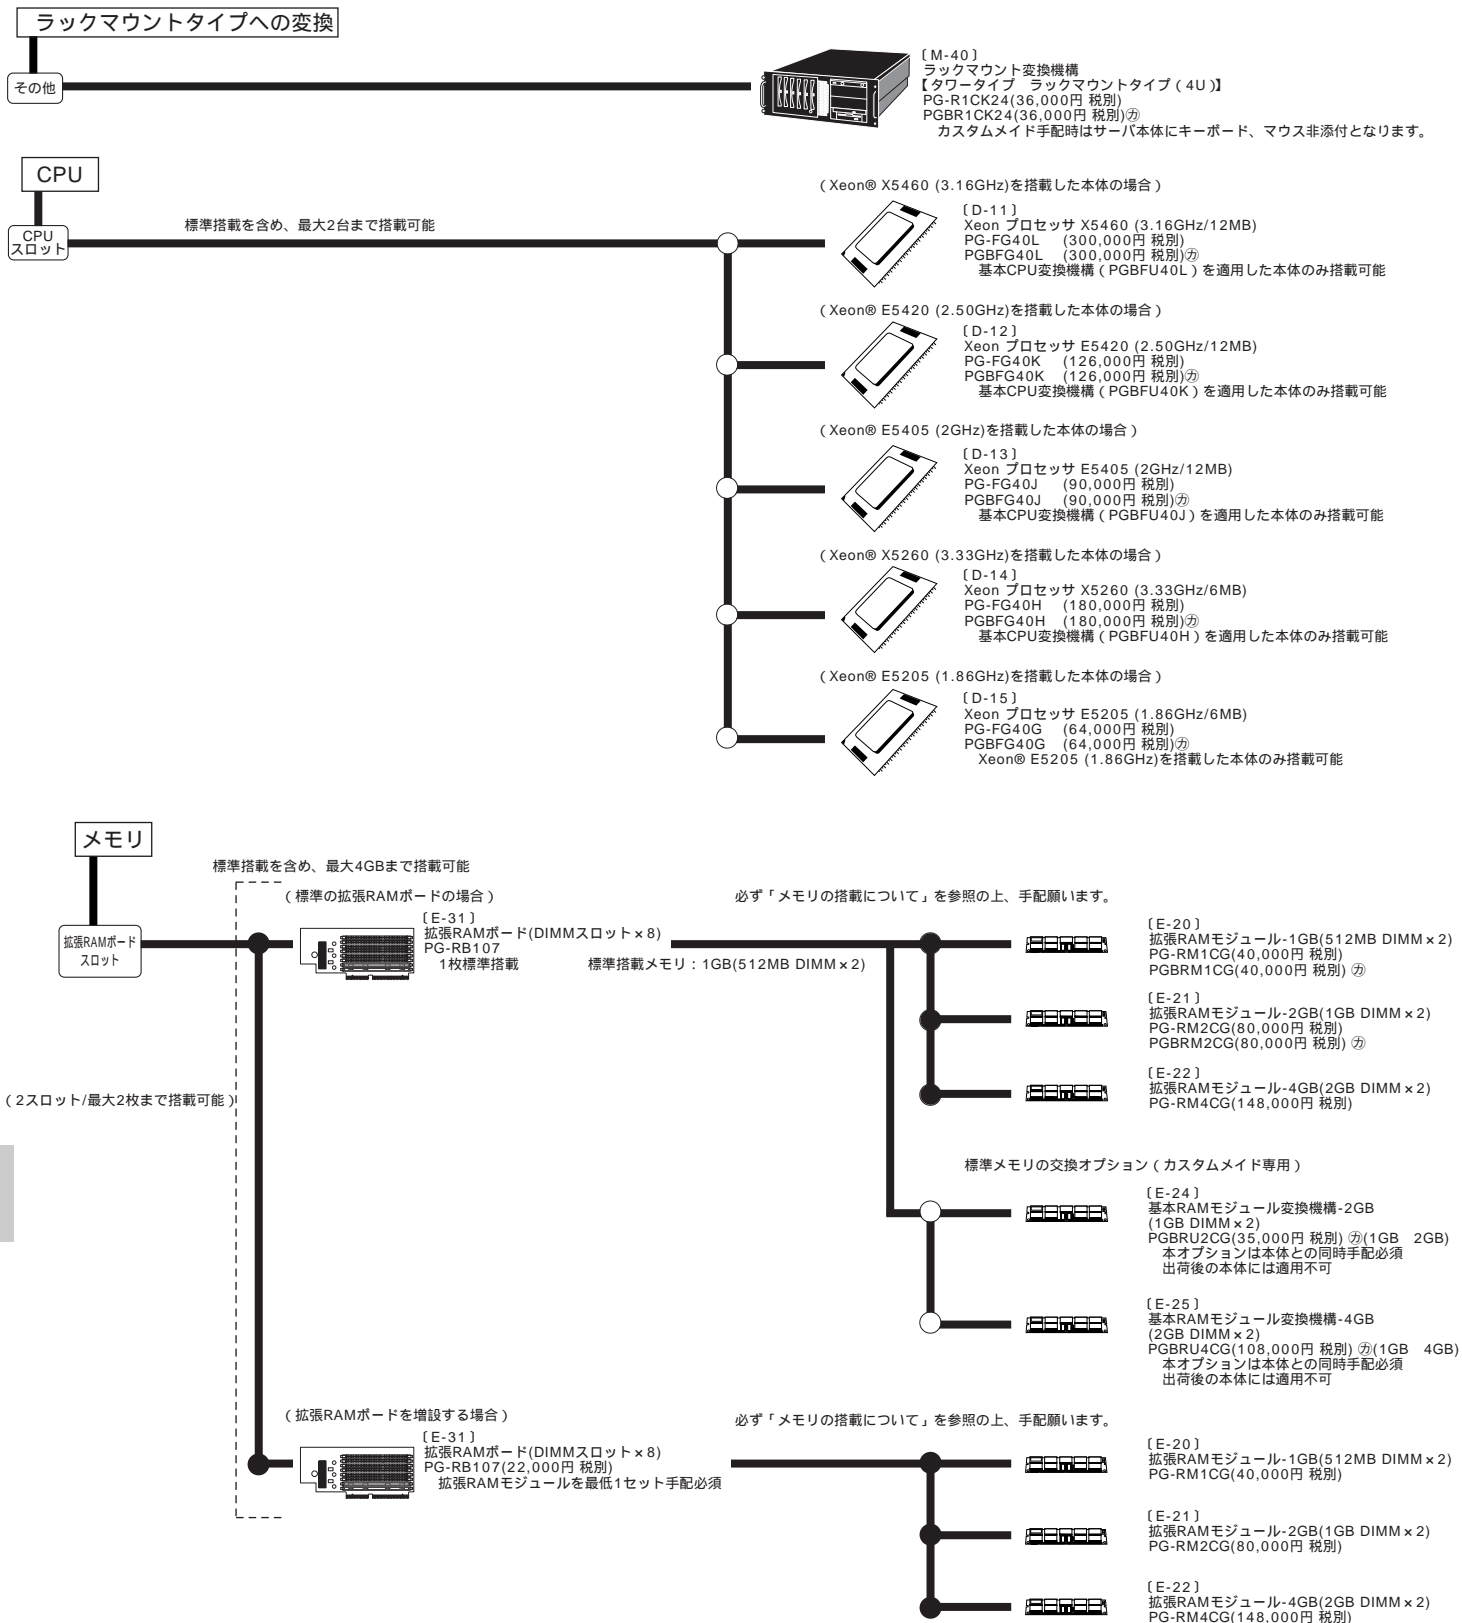 ラックマウントタイプへの変換
その他
〔M-40〕
ラックマウント変換機構
【タワータイプ　ラックマウントタイプ（4U）】
PG-R1CK24(36,000円 税別)
PGBR1CK24(36,000円 税別)㋕
カスタムメイド手配時はサーバ本体にキーボード、マウス非添付となります。
CPU
CPU
スロット
標準搭載を含め、最大2台まで搭載可能
（Xeon® X5460 (3.16GHz)を搭載した本体の場合）
〔D-11〕
Xeon プロセッサ X5460 (3.16GHz/12MB)
PG-FG40L　(300,000円 税別)
PGBFG40L　(300,000円 税別)㋕
基本CPU変換機構（PGBFU40L）を適用した本体のみ搭載可能
（Xeon® E5420 (2.50GHz)を搭載した本体の場合）
〔D-12〕
Xeon プロセッサ E5420 (2.50GHz/12MB)
PG-FG40K　(126,000円 税別)
PGBFG40K　(126,000円 税別)㋕
基本CPU変換機構（PGBFU40K）を適用した本体のみ搭載可能
（Xeon® E5405 (2GHz)を搭載した本体の場合）
〔D-13〕
Xeon プロセッサ E5405 (2GHz/12MB)
PG-FG40J　(90,000円 税別)
PGBFG40J　(90,000円 税別)㋕
基本CPU変換機構（PGBFU40J）を適用した本体のみ搭載可能
（Xeon® X5260 (3.33GHz)を搭載した本体の場合）
〔D-14〕
Xeon プロセッサ X5260 (3.33GHz/6MB)
PG-FG40H　(180,000円 税別)
PGBFG40H　(180,000円 税別)㋕
基本CPU変換機構（PGBFU40H）を適用した本体のみ搭載可能
（Xeon® E5205 (1.86GHz)を搭載した本体の場合）
〔D-15〕
Xeon プロセッサ E5205 (1.86GHz/6MB)
PG-FG40G　(64,000円 税別)
PGBFG40G　(64,000円 税別)㋕
Xeon® E5205 (1.86GHz)を搭載した本体のみ搭載可能
メモリ
拡張RAMボード
スロット
標準搭載を含め、最大4GBまで搭載可能
（標準の拡張RAMボードの場合）
〔E-31〕
拡張RAMボード(DIMMスロット×8)
PG-RB107
1枚標準搭載
標準搭載メモリ：1GB(512MB DIMM×2)
必ず「メモリの搭載について」を参照の上、手配願います。
〔E-20〕
拡張RAMモジュール-1GB(512MB DIMM×2)
PG-RM1CG(40,000円 税別)
PGBRM1CG(40,000円 税別) ㋕
〔E-21〕
拡張RAMモジュール-2GB(1GB DIMM×2)
PG-RM2CG(80,000円 税別)
PGBRM2CG(80,000円 税別) ㋕
〔E-22〕
拡張RAMモジュール-4GB(2GB DIMM×2)
PG-RM4CG(148,000円 税別)
（2スロット/最大2枚まで搭載可能）
標準メモリの交換オプション（カスタムメイド専用）
〔E-24〕
基本RAMモジュール変換機構-2GB
(1GB DIMM×2)
PGBRU2CG(35,000円 税別) ㋕(1GB　2GB)
本オプションは本体との同時手配必須
出荷後の本体には適用不可
〔E-25〕
基本RAMモジュール変換機構-4GB
(2GB DIMM×2)
PGBRU4CG(108,000円 税別) ㋕(1GB　4GB)
本オプションは本体との同時手配必須
出荷後の本体には適用不可
（拡張RAMボードを増設する場合）
〔E-31〕
拡張RAMボード(DIMMスロット×8)
PG-RB107(22,000円 税別)
拡張RAMモジュールを最低1セット手配必須
必ず「メモリの搭載について」を参照の上、手配願います。
〔E-20〕
拡張RAMモジュール-1GB(512MB DIMM×2)
PG-RM1CG(40,000円 税別)
〔E-21〕
拡張RAMモジュール-2GB(1GB DIMM×2)
PG-RM2CG(80,000円 税別)
〔E-22〕
拡張RAMモジュール-4GB(2GB DIMM×2)
PG-RM4CG(148,000円 税別)